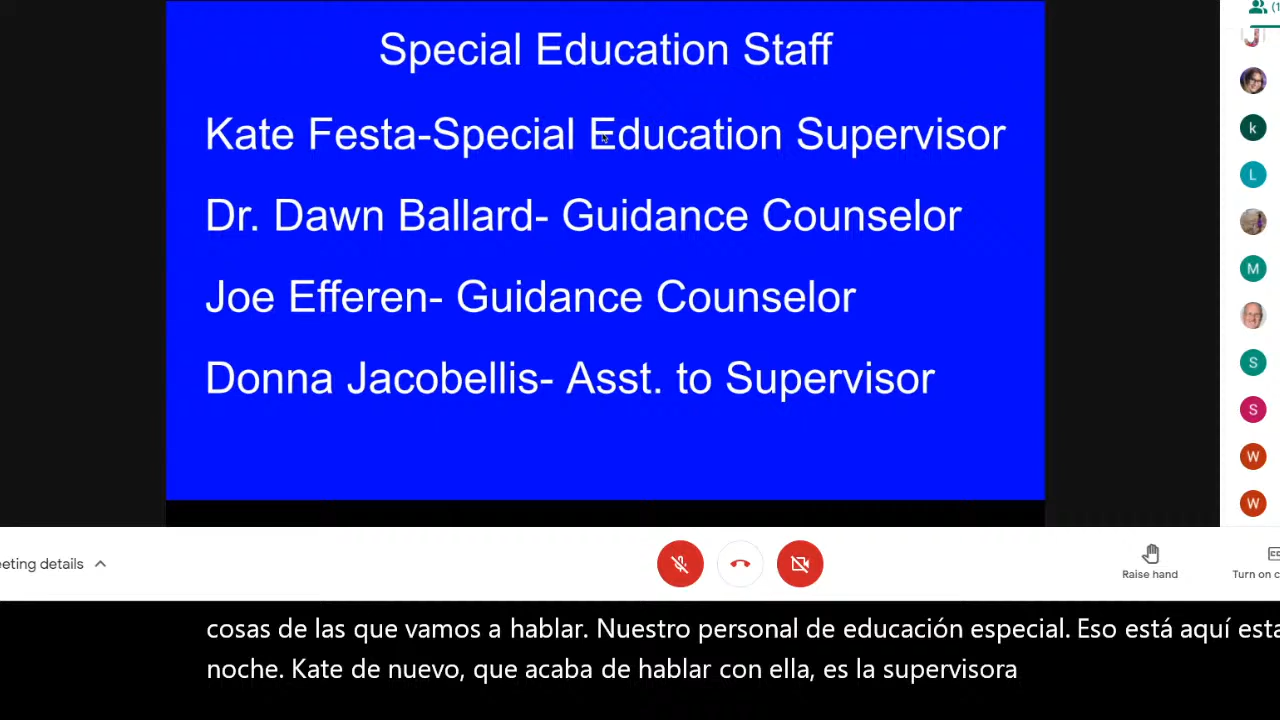 Special Education Staff
Kate Festa-Special Education Supervisor
Dr. Dawn Ballard- Guidance Counselor
Joe Efferen- Guidance Counselor
Donna Jacobellis- Asst. to Supervisor
k
L
M
S
S
W
W
eting details
Raise hand
Turn on c
cosas de las que vamos a hablar. Nuestro personal de educación especial. Eso está aquí esta
noche. Kate de nuevo, que acaba de hablar con ella, es la supervisora